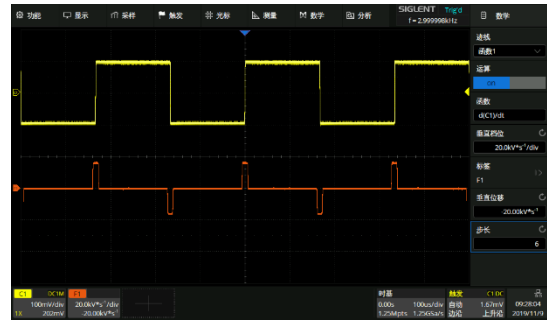 功能
显示
采样
触发
光标
测量
数学
分析
SIGLENT Trig'd
f = 2.999998kHz
数学
迹线
函数1
运算
on
函数
d(C1)/dt
垂直档位
20.0kV*s⁻¹/div
标签
F1
垂直位移
-20.00kV*s⁻¹
步长
6
C1 DC1M
100mV/div
1X 202mV
F1
20.0kV*s⁻¹/div
-20.00kV*s⁻¹
时基
0.00s 100us/div
1.25Mpts 1.25GSa/s
触发 C1 DC
自动 1.67mV
边沿 上升沿
09:28:04
2019/11/9